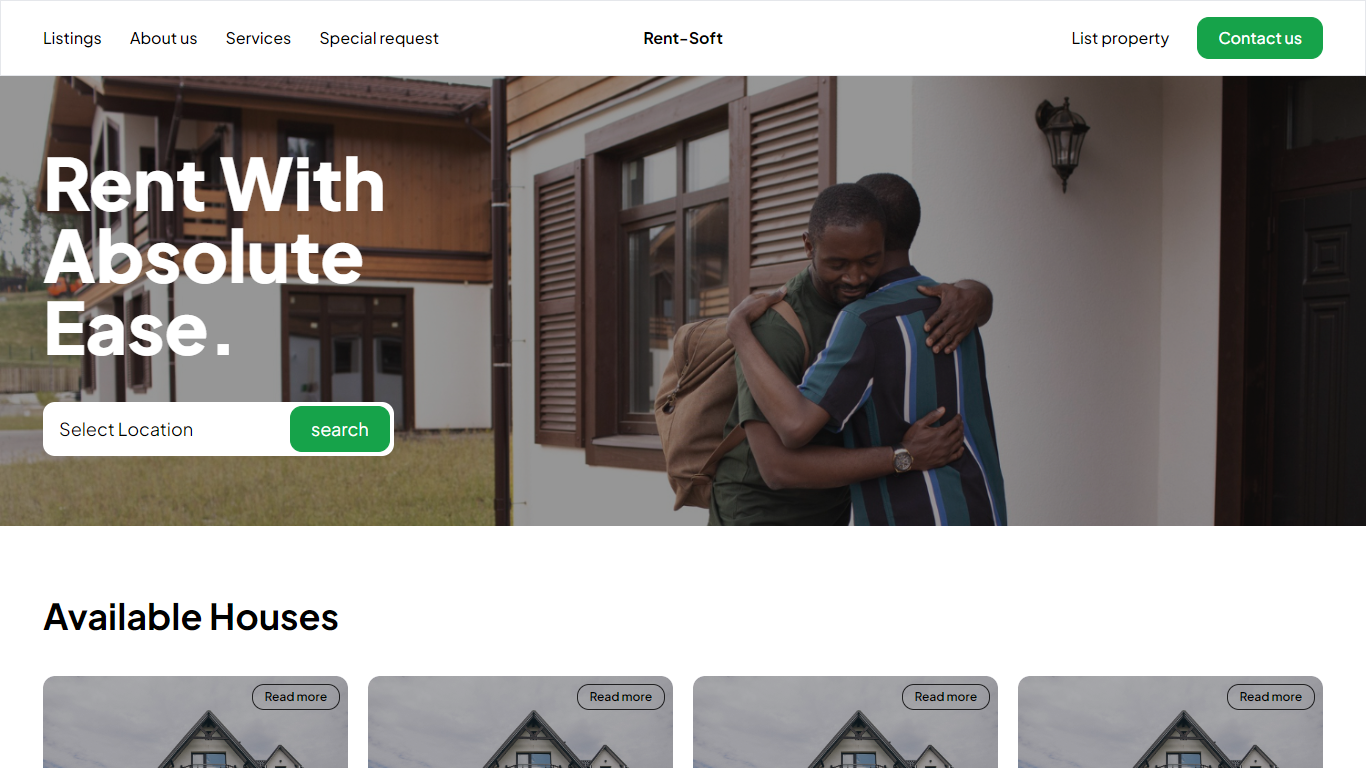 Listings About us Services Special request Rent-Soft List property Contact us
Rent With
Absolute
Ease.
Select Location search
Available Houses
Read more Read more Read more Read more